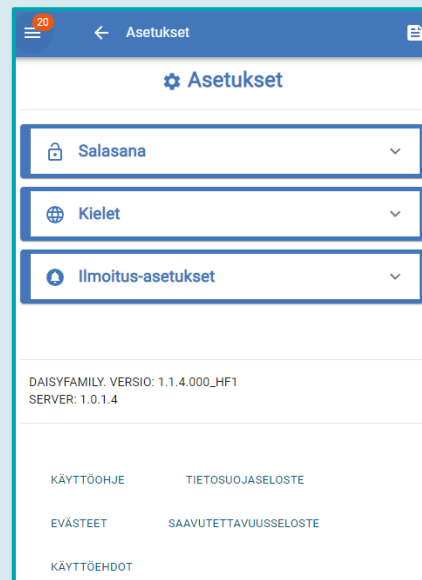 20
Asetukset
Asetukset
Salasana
Kielet
Ilmoitus-asetukset
DAISYFAMILY. VERSIO: 1.1.4.000_HF1
SERVER: 1.0.1.4
KÄYTTÖOHJE TIETOSUOJASELOSTE
EVÄSTEET SAAVUTETTAVUUSSELOSTE
KÄYTTÖEHDOT